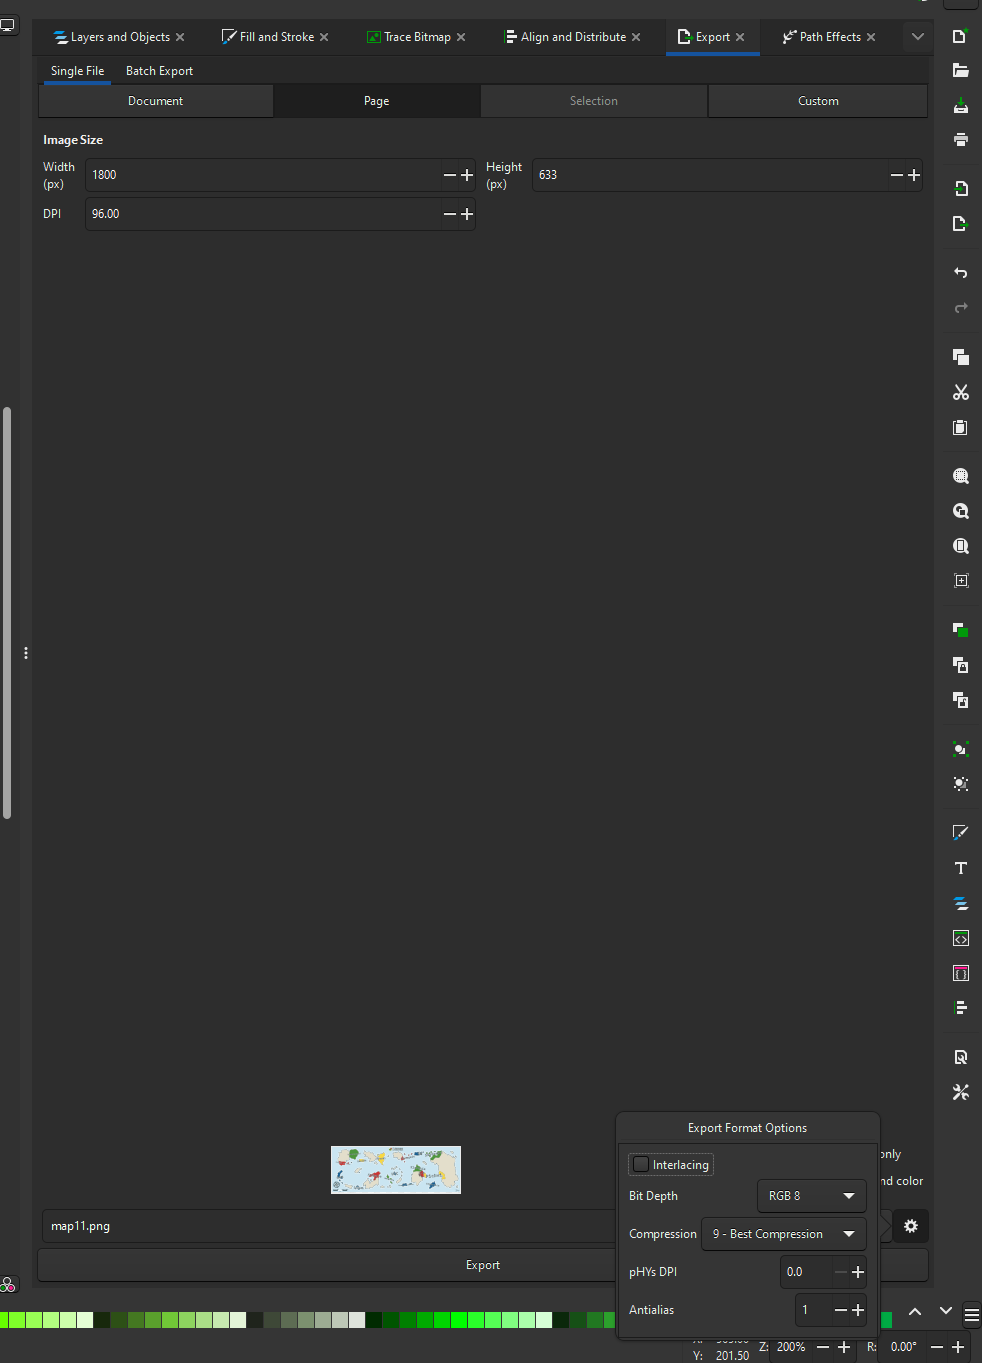 Layers and Objects
Fill and Stroke
Trace Bitmap
Align and Distribute
Export
Path Effects
Single File
Batch Export
Document
Page
Selection
Custom
Image Size
Width
(px)
1800
Height
(px)
633
DPI
96.00
Export Format Options
only
Interlacing
nd color
Bit Depth
RGB 8
map11.png
Compression
9 - Best Compression
Export
pHYs DPI
0.0
Antialias
1
Z:
200%
R:
0.00°
Y:
201.50